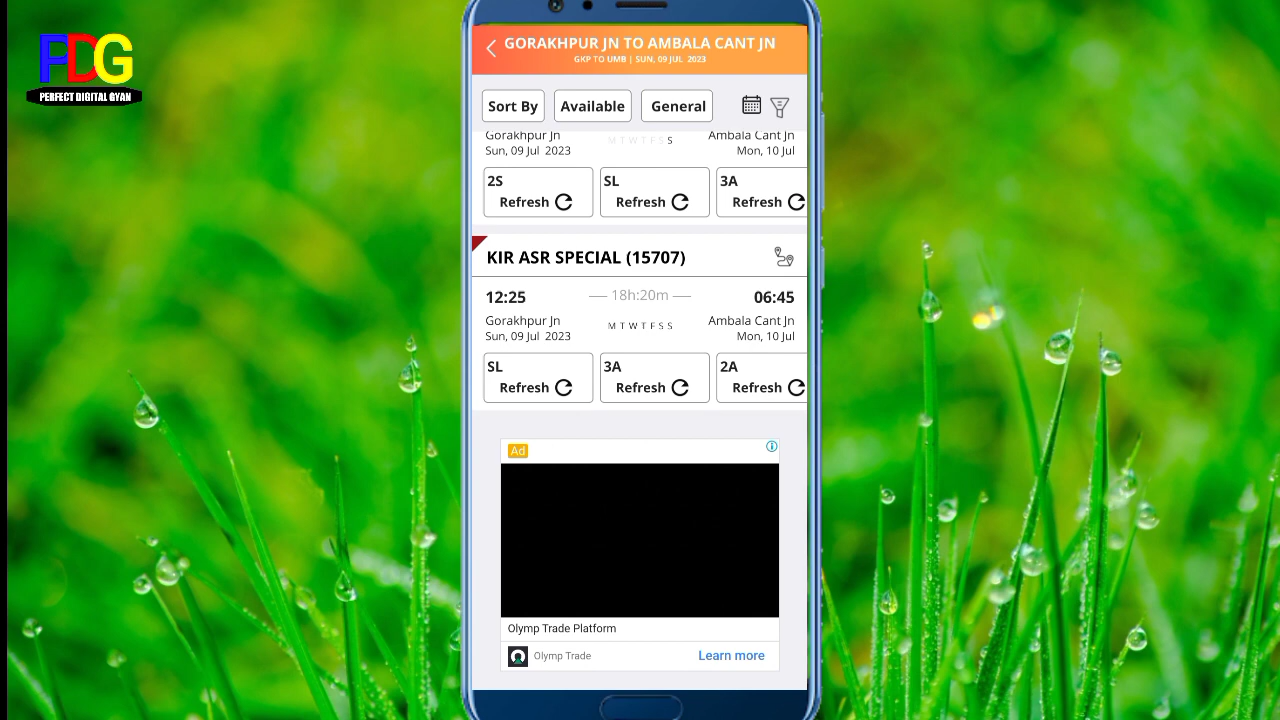 PDG
PERFECT DIGITAL GYAN
GORAKHPUR JN TO AMBALA CANT JN
GKP TO UMB | SUN, 09 JUL 2023
Sort By Available General
Gorakhpur Jn M T W T F S S Ambala Cant Jn
Sun, 09 Jul 2023 Mon, 10 Jul
2S SL 3A
Refresh Refresh Refresh
KIR ASR SPECIAL (15707)
12:25 18h:20m 06:45
Gorakhpur Jn M T W T F S S Ambala Cant Jn
Sun, 09 Jul 2023 Mon, 10 Jul
SL 3A 2A
Refresh Refresh Refresh
Ad
Olymp Trade Platform
Olymp Trade Learn more